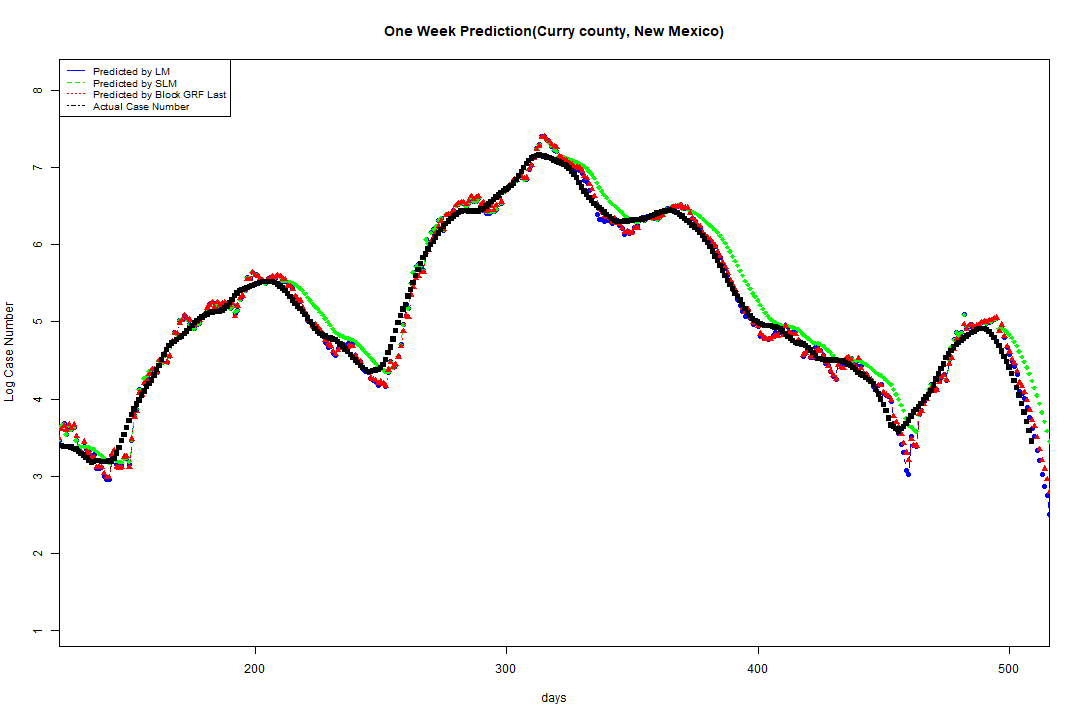 One Week Prediction(Curry county, New Mexico)
Predicted by LM
Predicted by SLM
Predicted by Block GRF Last
Actual Case Number
8
7
6
5
4
3
2
1
Log Case Number
200 300 400 500
days